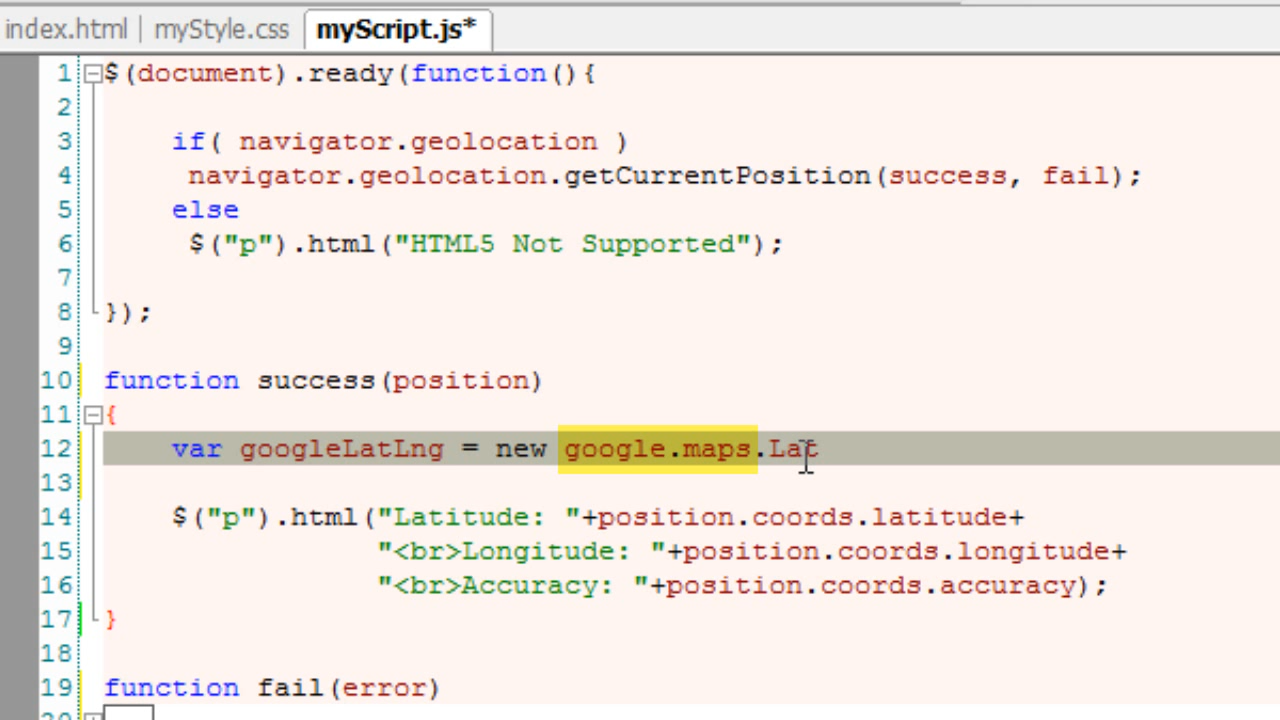 index.html | myStyle.css myScript.js*
1 $(document).ready(function(){
2
3 if( navigator.geolocation )
4 navigator.geolocation.getCurrentPosition(success, fail);
5 else
6 $("p").html("HTML5 Not Supported");
7
8 });
9
10 function success(position)
11 {
12 var googleLatLng = new google.maps.Lat
13
14 $("p").html("Latitude: "+position.coords.latitude+
15 "<br>Longitude: "+position.coords.longitude+
16 "<br>Accuracy: "+position.coords.accuracy);
17 }
18
19 function fail(error)
20